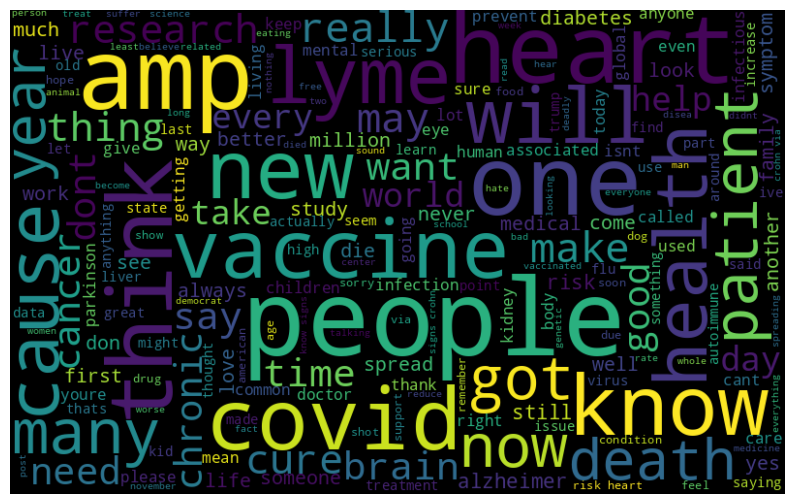 person
treat
suffer
science
much
research
really
keep
prevent
diabetes
anyone
eating
least
believe
related
heart
even
infectious
symptom
live
old
hope
animal
amp
living
mental
serious
lyme
sure
global
look
increase
week
read
hear
nothing
free
two
food
trump
deadly
today
help
find
disea
didnt
year
let
thing
give
last
every
way
better
million
may
lot
eye
learn
will
human
associated
isnt
part
family
long
died
sound
cause
dont
work
think
getting
state
new
want
world
one
use
around
ive
crohn via
man
health
patient
become
anything
show
take
study
seem
actually
never
hate
looking
everyone
medical
come
called
used
said
another
cancer
see
parkinson
liver
data
great
women
going
school
vaccine
high
die
bad
vaccinated
make
dog
soon
good
something
autoimmune
spreading
always
center
children
infection
sorry
point
risk
flu
democrat
people
don
might
say
thought
love
age
american
know signs
talking
via
signs crohn
kidney
body
genetic
due
rate
whole
day
first
drug
chronic
common
time
spread
thank
well
virus
cant
everything
youre
thats
worse
doctor
remember
right
still
issue
got
know
many
covid
now
made
fact
support
shot
reduce
condition
care
medicine
post
need
kid
november
please
mean
cure
life
someone
brain
treatment
alzheimer
death
risk heart
feel
yes
saying